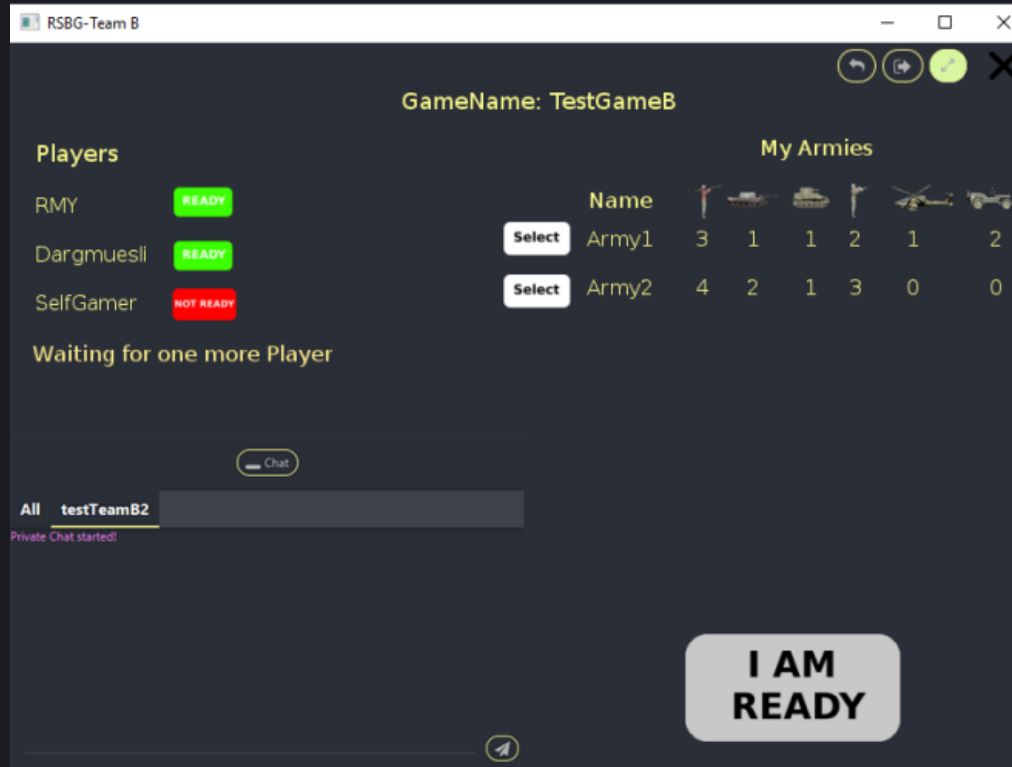 RSBG-Team B
GameName: TestGameB
Players
RMY READY
Dargmuesli READY
SelfGamer NOT READY
Waiting for one more Player
My Armies
Name
Select Army1 3 1 1 2 1 2
Select Army2 4 2 1 3 0 0
Chat
All testTeamB2
Private Chat started!
I AM
READY